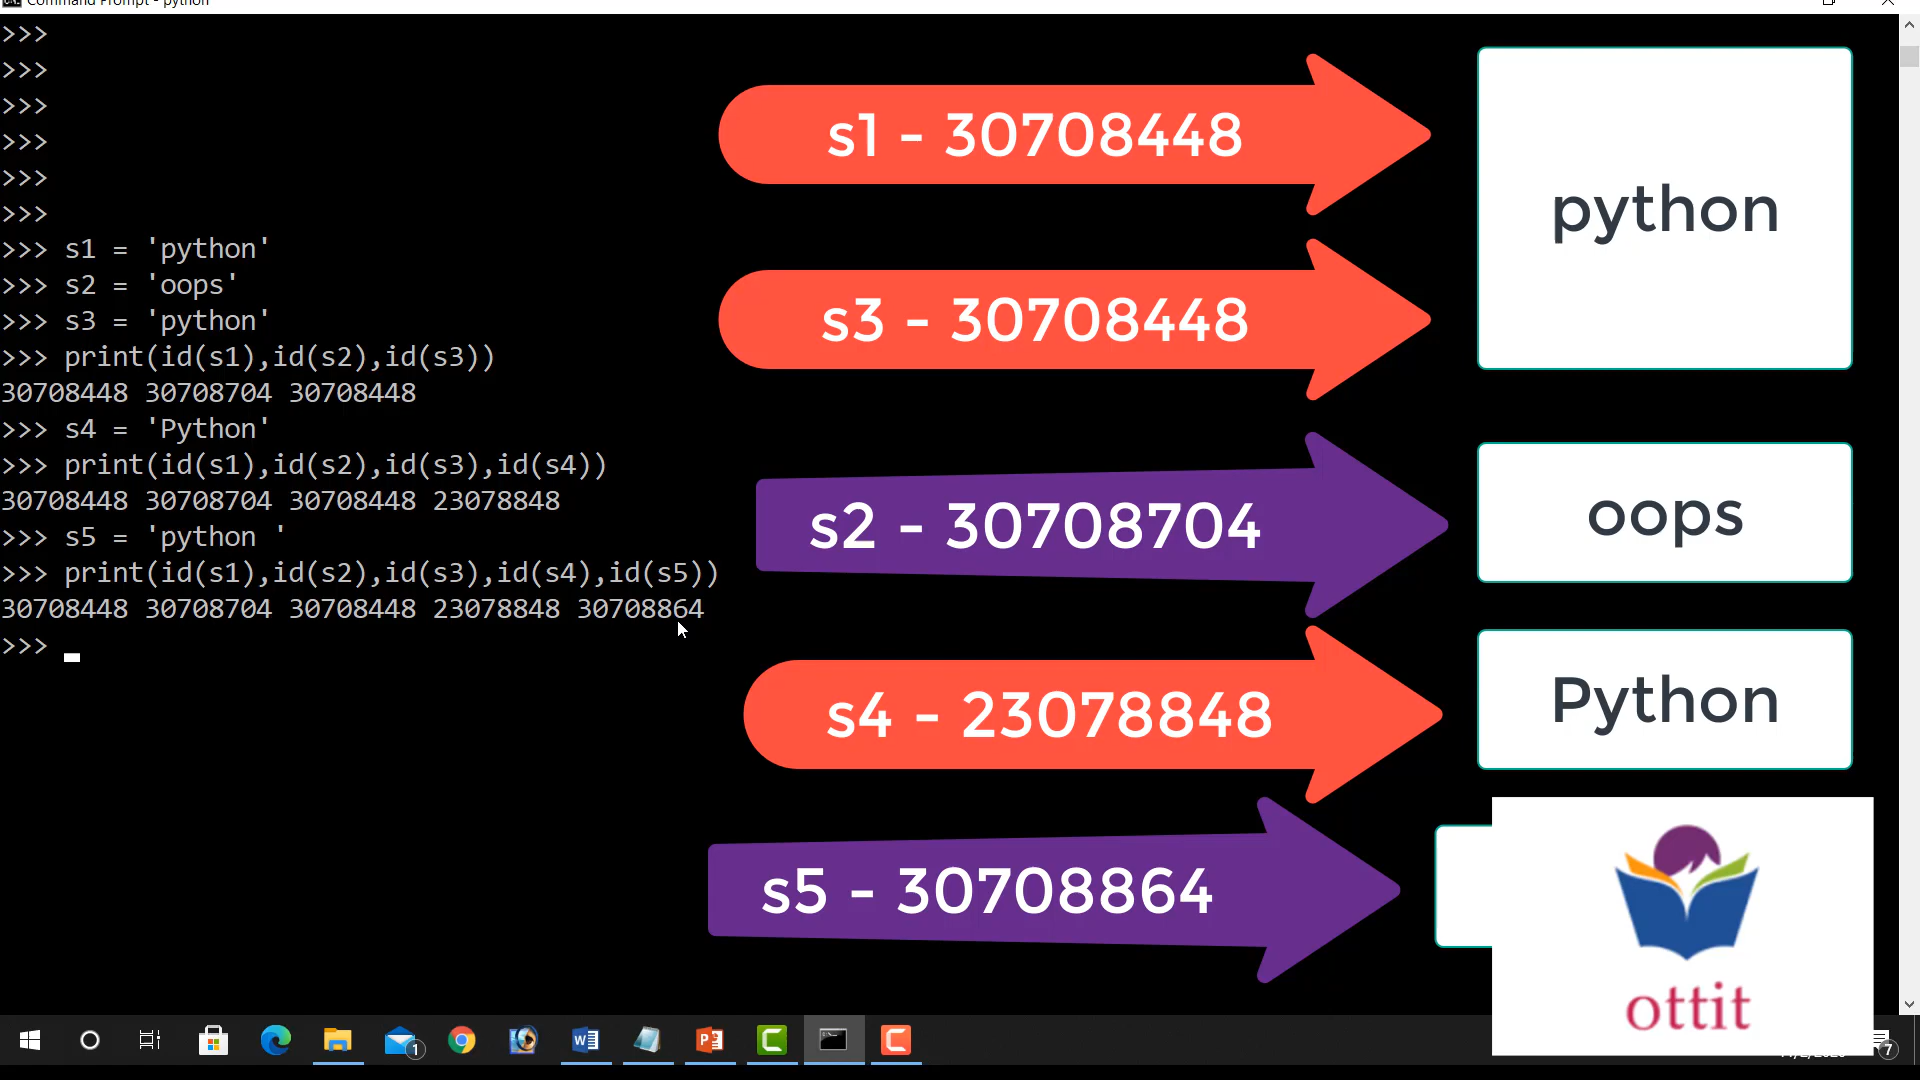 Command Prompt - python
>>>
>>>
>>>
>>>
>>>
>>>
>>> s1 = 'python'
>>> s2 = 'oops'
>>> s3 = 'python'
>>> print(id(s1),id(s2),id(s3))
30708448 30708704 30708448
>>> s4 = 'Python'
>>> print(id(s1),id(s2),id(s3),id(s4))
30708448 30708704 30708448 23078848
>>> s5 = 'python '
>>> print(id(s1),id(s2),id(s3),id(s4),id(s5))
30708448 30708704 30708448 23078848 30708864
>>>
s1 - 30708448
s3 - 30708448
python
s2 - 30708704
oops
s4 - 23078848
Python
s5 - 30708864
ottit
1
7